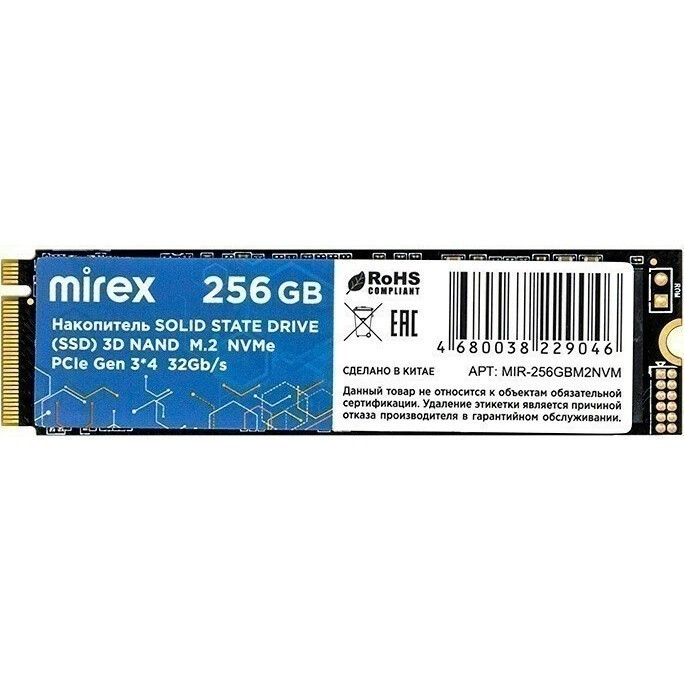 mirex 256 GB
Накопитель SOLID STATE DRIVE
(SSD) 3D NAND M.2 NVMe
PCIe Gen 3*4 32Gb/s
RoHS
COMPLIANT
EAC
4 680038 229046
СДЕЛАНО В КИТАЕ АРТ: MIR-256GBM2NVM
Данный товар не относится к объектам обязательной
сертификации. Удаление этикетки является причиной
отказа производителя в гарантийном обслуживании.
ROM